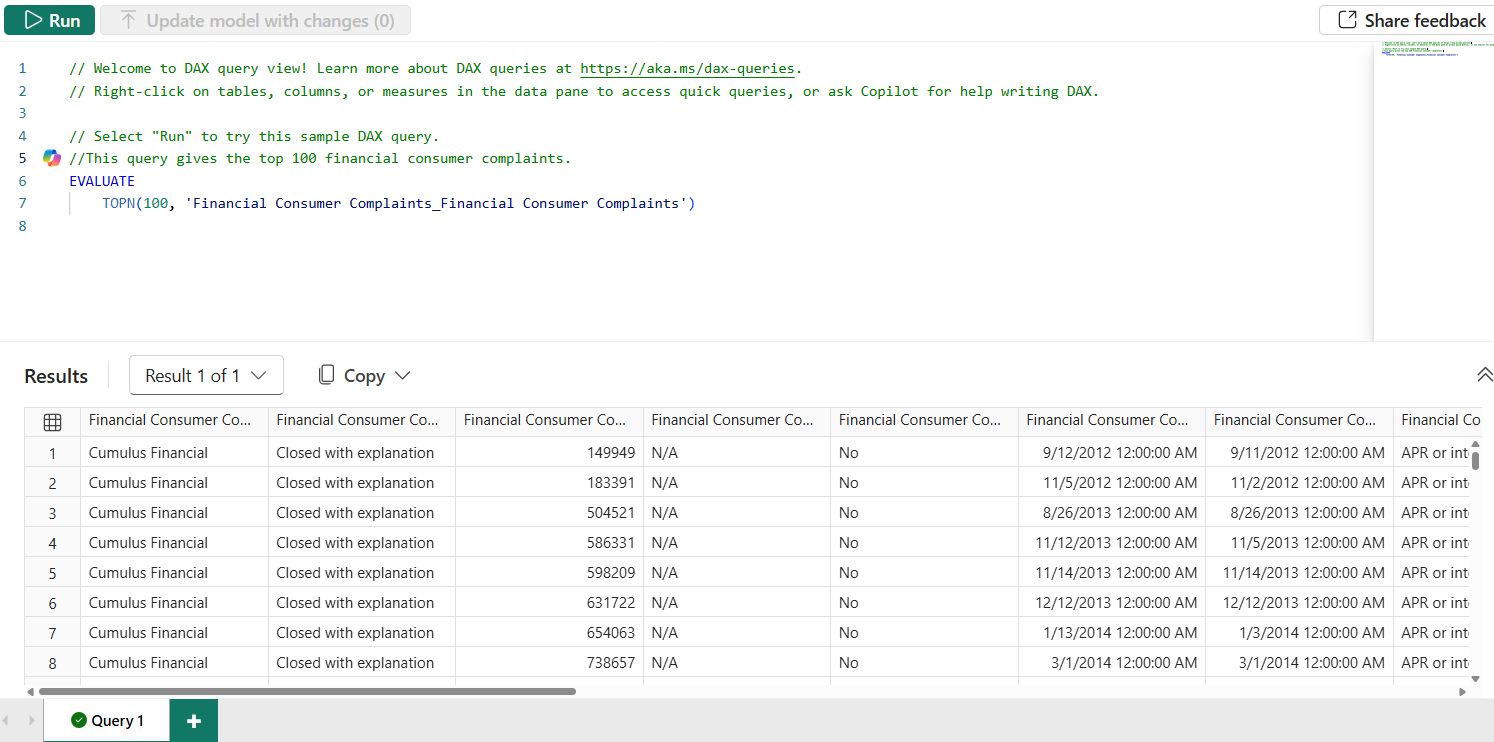 Run
Update model with changes (0)
Share feedback
1 // Welcome to DAX query view! Learn more about DAX queries at https://aka.ms/dax-queries.
2 // Right-click on tables, columns, or measures in the data pane to access quick queries, or ask Copilot for help writing DAX.
3
4 // Select "Run" to try this sample DAX query.
5 //This query gives the top 100 financial consumer complaints.
6 EVALUATE
7 TOPN(100, 'Financial Consumer Complaints_Financial Consumer Complaints')
8
Results Result 1 of 1 Copy
Financial Consumer Co... Financial Consumer Co... Financial Consumer Co... Financial Consumer Co... Financial Consumer Co... Financial Consumer Co... Financial Consumer Co... Financial Co
1 Cumulus Financial Closed with explanation 149949 N/A No 9/12/2012 12:00:00 AM 9/11/2012 12:00:00 AM APR or int
2 Cumulus Financial Closed with explanation 183391 N/A No 11/5/2012 12:00:00 AM 11/2/2012 12:00:00 AM APR or int
3 Cumulus Financial Closed with explanation 504521 N/A No 8/26/2013 12:00:00 AM 8/26/2013 12:00:00 AM APR or int
4 Cumulus Financial Closed with explanation 586331 N/A No 11/12/2013 12:00:00 AM 11/5/2013 12:00:00 AM APR or int
5 Cumulus Financial Closed with explanation 598209 N/A No 11/14/2013 12:00:00 AM 11/14/2013 12:00:00 AM APR or int
6 Cumulus Financial Closed with explanation 631722 N/A No 12/12/2013 12:00:00 AM 12/12/2013 12:00:00 AM APR or int
7 Cumulus Financial Closed with explanation 654063 N/A No 1/13/2014 12:00:00 AM 1/3/2014 12:00:00 AM APR or int
8 Cumulus Financial Closed with explanation 738657 N/A No 3/1/2014 12:00:00 AM 3/1/2014 12:00:00 AM APR or int
Query 1